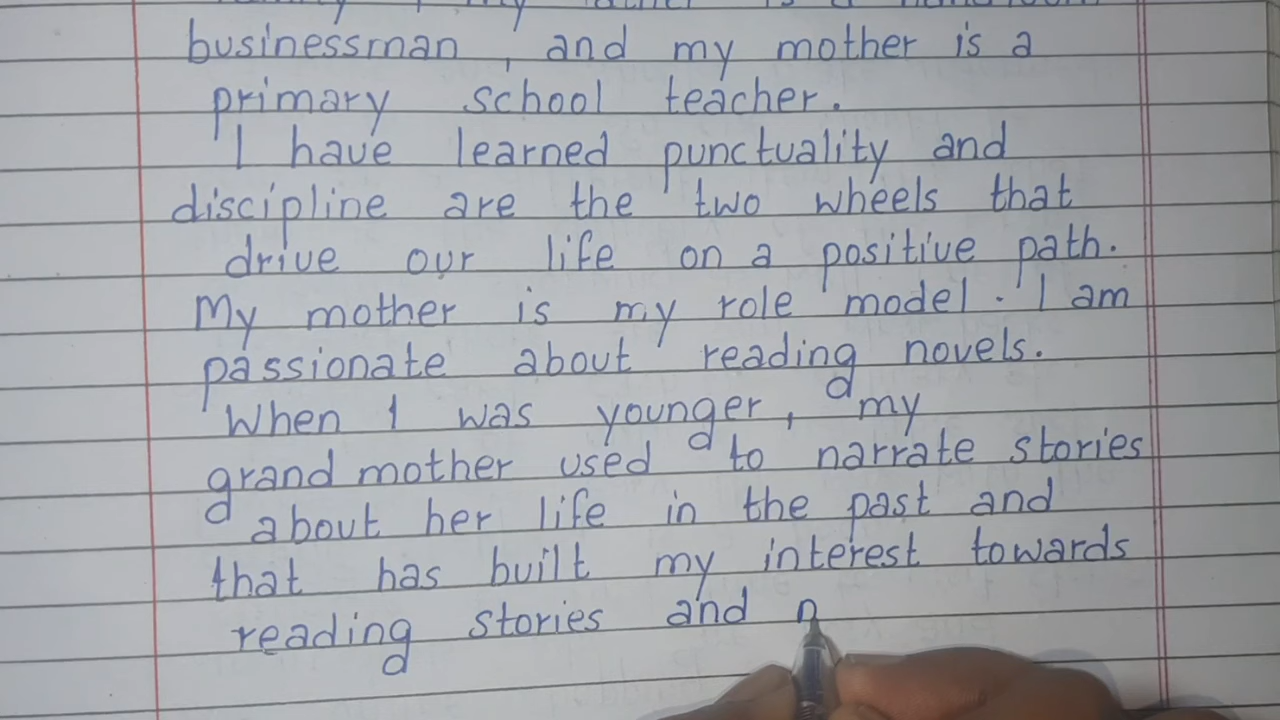 my father is a
businessman, and my mother is a
primary school teacher.
I have learned punctuality and
discipline are the two wheels that
drive our life on a positive path.
My mother is my role model. I am
passionate about reading novels.
When I was younger, my
grandmother used to narrate stories
about her life in the past and
that has built my interest towards
reading stories and n